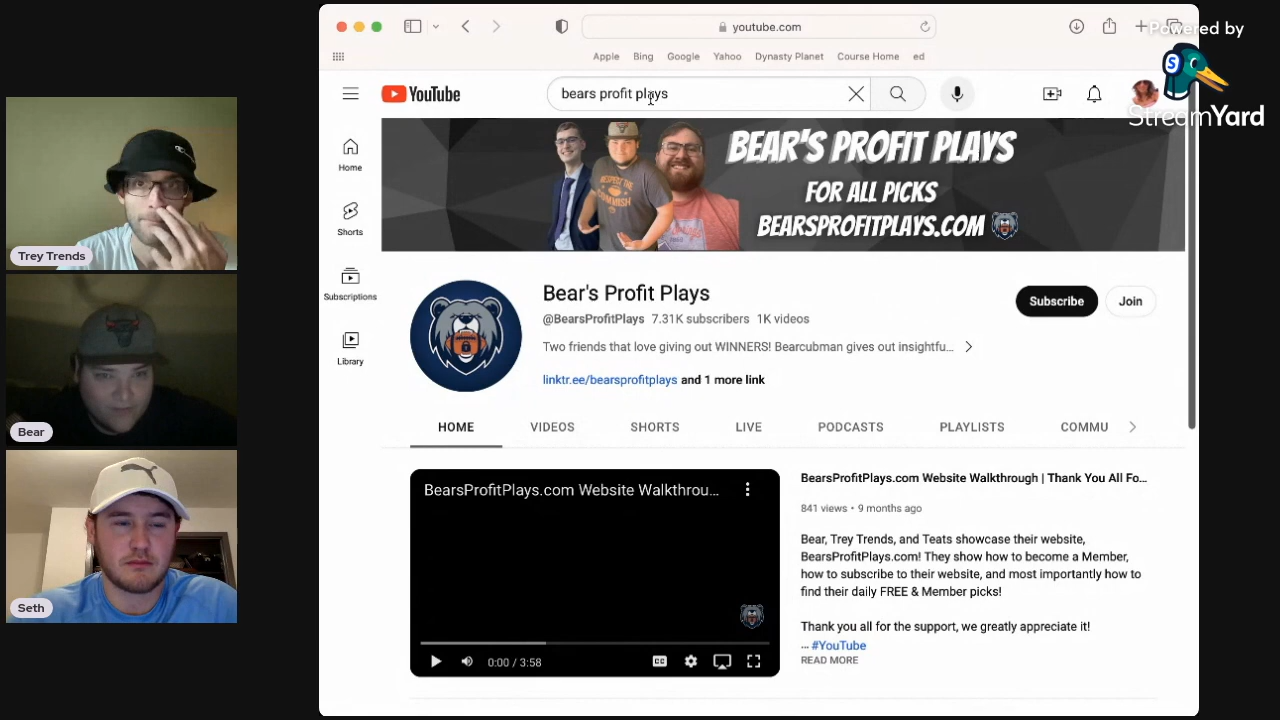 youtube.com
Powered by
StreamYard
Apple Bing Google Yahoo Dynasty Planet Course Home ed
YouTube
bears profit plays
Home
Shorts
Subscriptions
Library
BEAR'S PROFIT PLAYS
FOR ALL PICKS
BEARSPROFITPLAYS.COM
Bear's Profit Plays
@BearsProfitPlays 7.31K subscribers 1K videos
Two friends that love giving out WINNERS! Bearcubman gives out insightfu...
linktr.ee/bearsprofitplays and 1 more link
Subscribe
Join
HOME VIDEOS SHORTS LIVE PODCASTS PLAYLISTS COMMU
BearsProfitPlays.com Website Walkthrou...
0:00 / 3:58
CC
BearsProfitPlays.com Website Walkthrough | Thank You All Fo...
841 views • 9 months ago
Bear, Trey Trends, and Teats showcase their website,
BearsProfitPlays.com! They show how to become a Member,
how to subscribe to their website, and most importantly how to
find their daily FREE & Member picks!
Thank you all for the support, we greatly appreciate it!
... #YouTube
READ MORE
Trey Trends
Bear
Seth